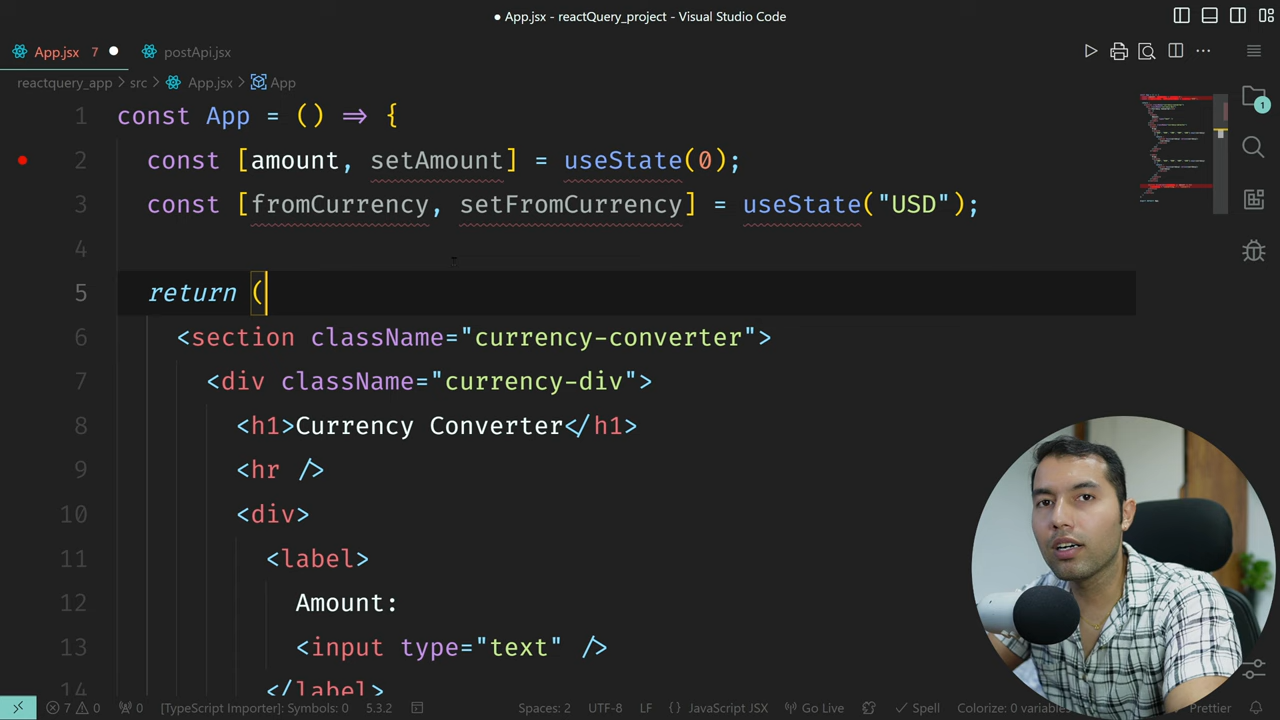 App.jsx - reactQuery_project - Visual Studio Code
App.jsx 7 postApi.jsx
reactquery_app > src > App.jsx > App
1 const App = () => {
2 const [amount, setAmount] = useState(0);
3 const [fromCurrency, setFromCurrency] = useState("USD");
4
5 return (
6 <section className="currency-converter">
7 <div className="currency-div">
8 <h1>Currency Converter</h1>
9 <hr />
10 <div>
11 <label>
12 Amount:
13 <input type="text" />
14 </label>
1
7 0 0 [TypeScript Importer]: Symbols: 0 5.3.2 Spaces: 2 UTF-8 LF {} JavaScript JSX Go Live Spell Colorize: 0 variables Prettier